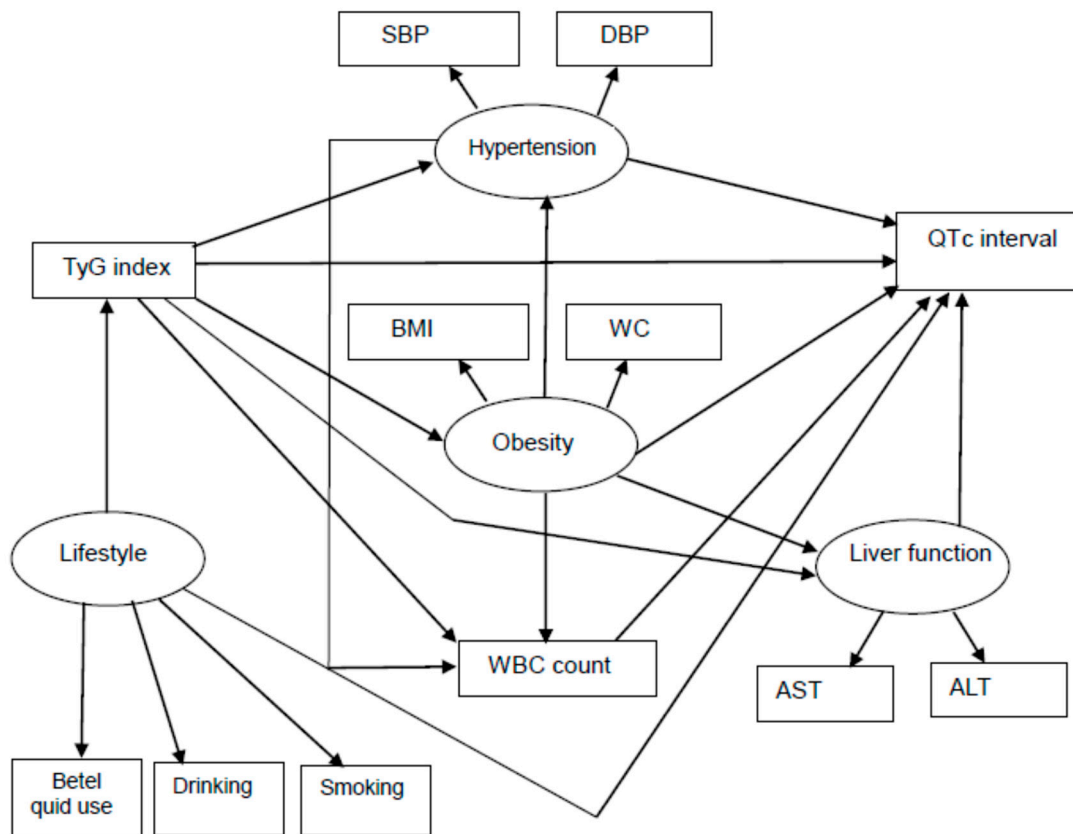 SBP
DBP
Hypertension
QTc interval
TyG index
BMI
WC
Obesity
Lifestyle
Liver function
WBC count
AST
ALT
Betel
quid use
Drinking
Smoking